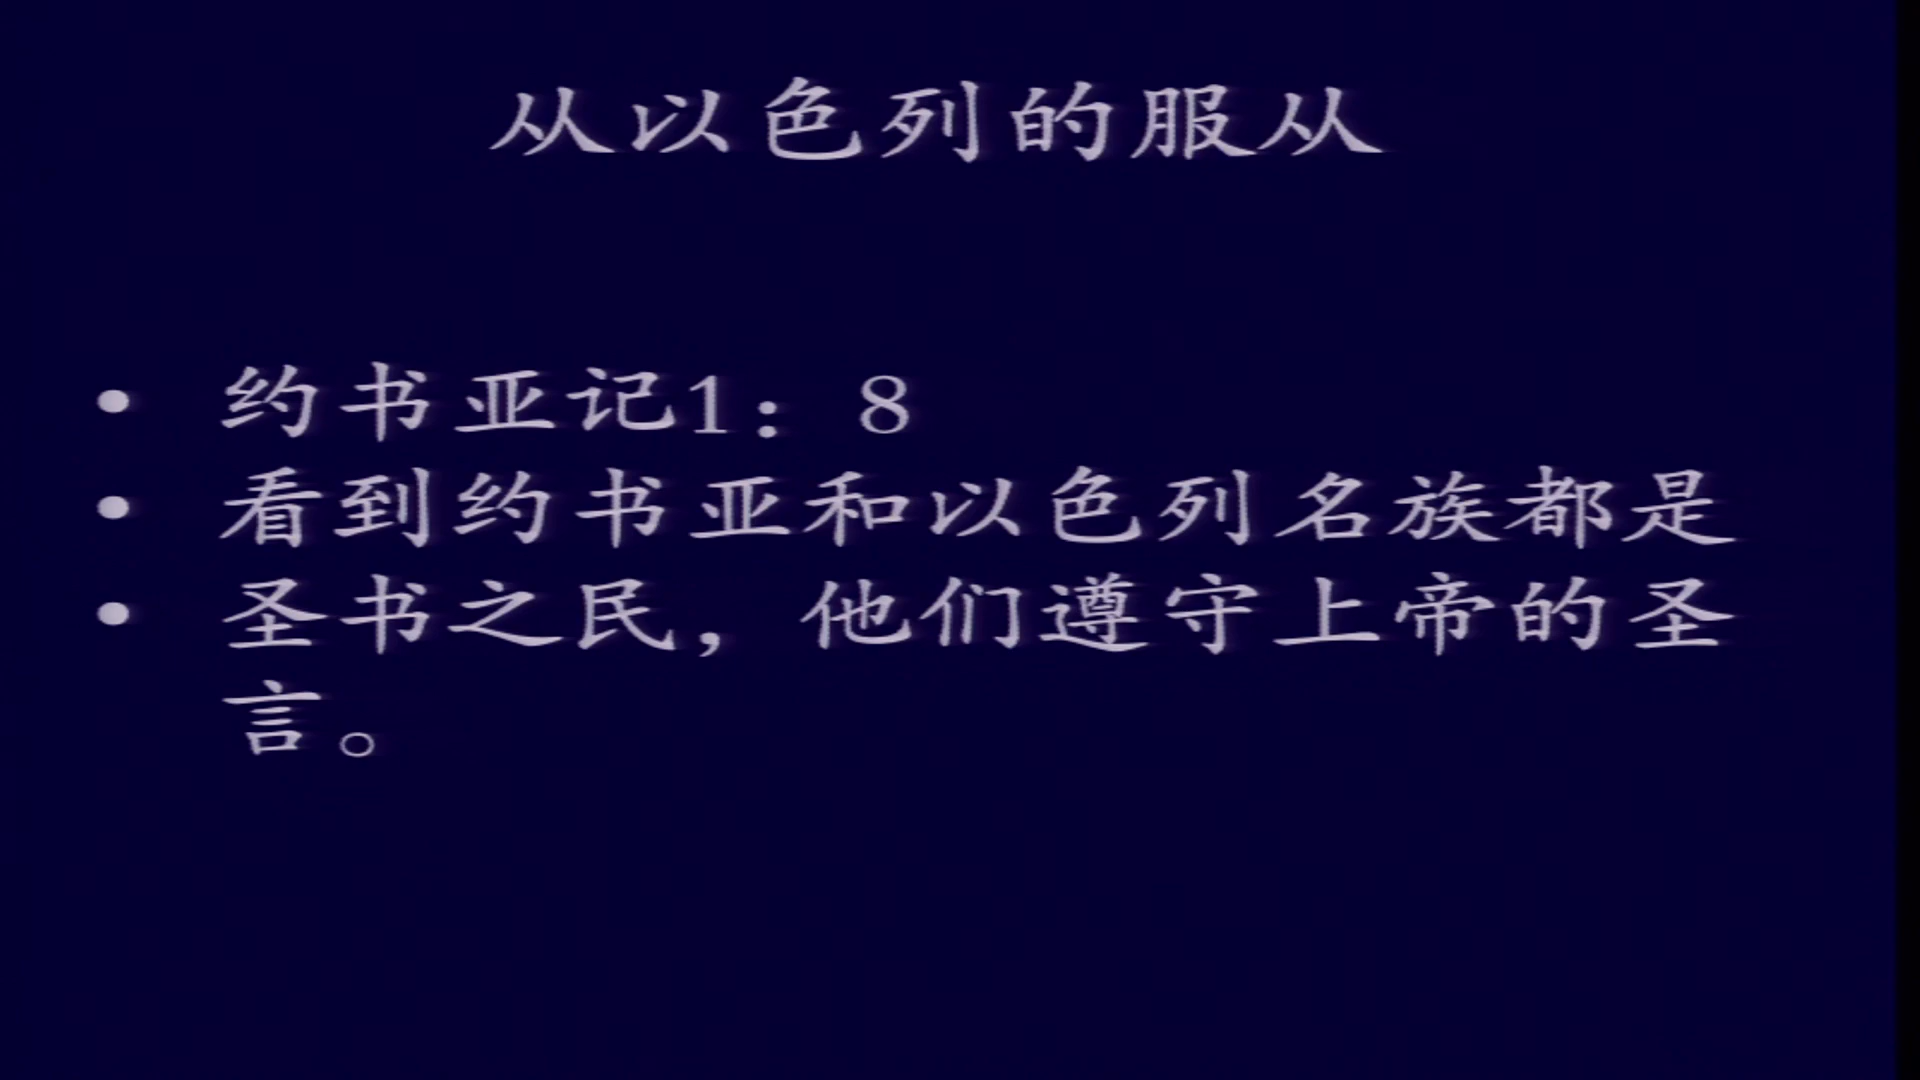 从以色列的服从
• 约书亚记1：8
• 看到约书亚和以色列名族都是
• 圣书之民，他们遵守上帝的圣
言。